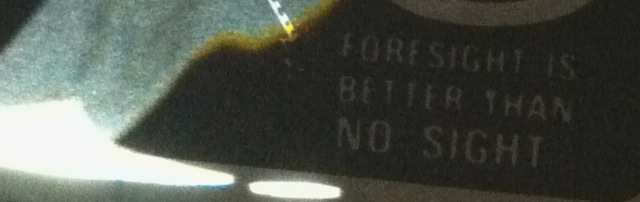 FORESIGHT IS
BETTER THAN
NO SIGHT